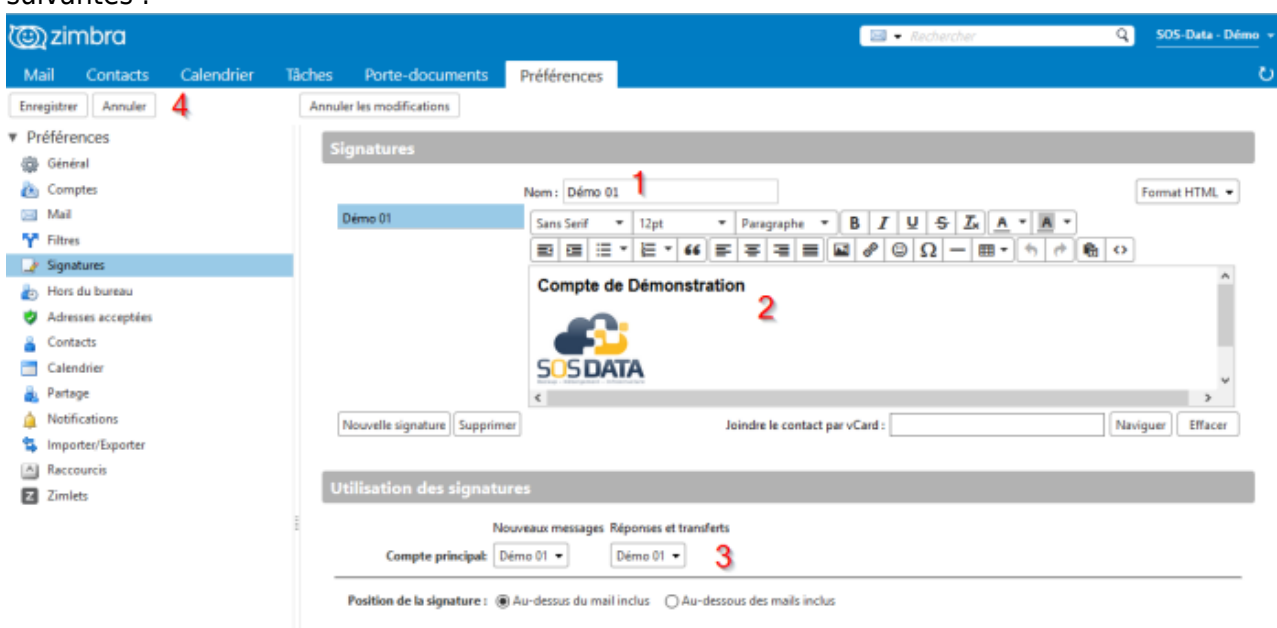 suivantes :
zimbra
Rechercher
SOS-Data - Démo
Mail Contacts Calendrier Tâches Porte-documents Préférences
Enregistrer Annuler 4 Annuler les modifications
Préférences
Général
Comptes
Mail
Filtres
Signatures
Hors du bureau
Adresses acceptées
Contacts
Calendrier
Partage
Notifications
Importer/Exporter
Raccourcis
Zimlets
Signatures
Nom : Démo 01 1 Format HTML
Démo 01
Sans Serif 12pt Paragraphe B I U S Ix A A
Compte de Démonstration
2
SOS DATA
Nouvelle signature Supprimer Joindre le contact par vCard : Naviguer Effacer
Utilisation des signatures
Nouveaux messages Réponses et transferts
Compte principal: Démo 01 Démo 01 3
Position de la signature : Au-dessus du mail inclus Au-dessous des mails inclus